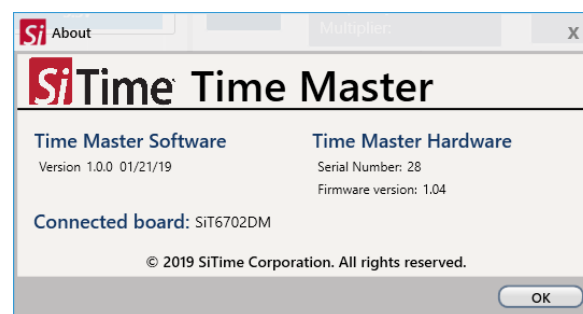 Si About
Multiplier:
X
SiTime Time Master
Time Master Software
Version 1.0.0 01/21/19
Time Master Hardware
Serial Number: 28
Firmware version: 1.04
Connected board: SiT6702DM
© 2019 SiTime Corporation. All rights reserved.
OK